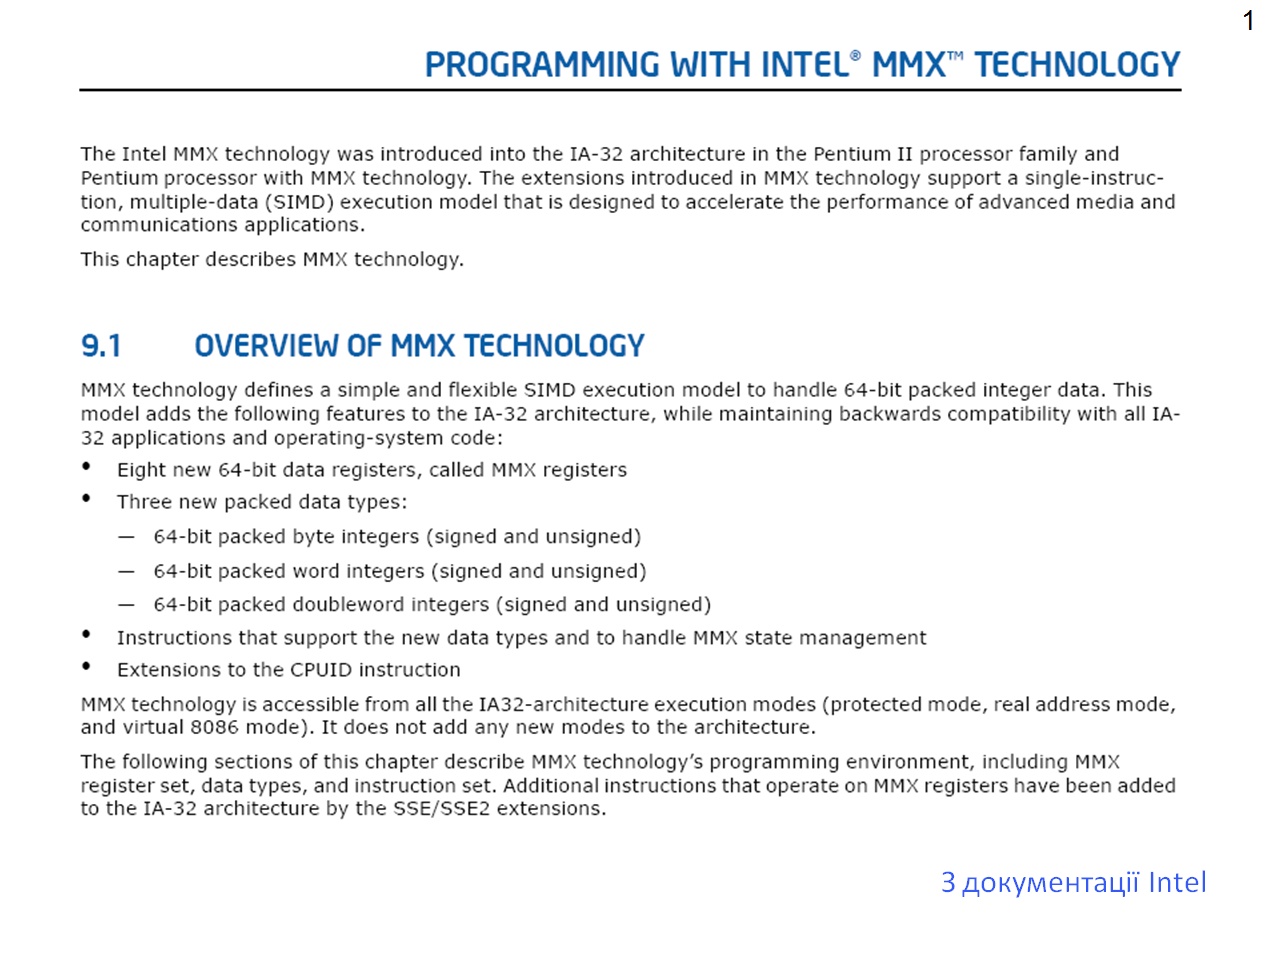 1
PROGRAMMING WITH INTEL® MMX™ TECHNOLOGY
The Intel MMX technology was introduced into the IA-32 architecture in the Pentium II processor family and
Pentium processor with MMX technology. The extensions introduced in MMX technology support a single-instruc-
tion, multiple-data (SIMD) execution model that is designed to accelerate the performance of advanced media and
communications applications.
This chapter describes MMX technology.
9.1 OVERVIEW OF MMX TECHNOLOGY
MMX technology defines a simple and flexible SIMD execution model to handle 64-bit packed integer data. This
model adds the following features to the IA-32 architecture, while maintaining backwards compatibility with all IA-
32 applications and operating-system code:
• Eight new 64-bit data registers, called MMX registers
• Three new packed data types:
— 64-bit packed byte integers (signed and unsigned)
— 64-bit packed word integers (signed and unsigned)
— 64-bit packed doubleword integers (signed and unsigned)
• Instructions that support the new data types and to handle MMX state management
• Extensions to the CPUID instruction
MMX technology is accessible from all the IA32-architecture execution modes (protected mode, real address mode,
and virtual 8086 mode). It does not add any new modes to the architecture.
The following sections of this chapter describe MMX technology’s programming environment, including MMX
register set, data types, and instruction set. Additional instructions that operate on MMX registers have been added
to the IA-32 architecture by the SSE/SSE2 extensions.
З документації Intel